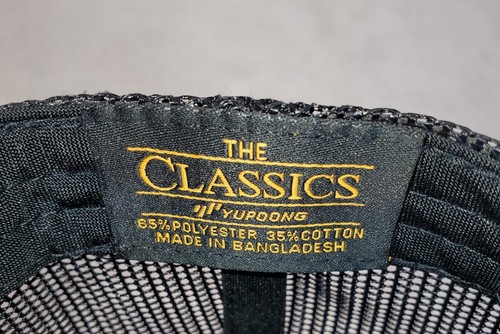 THE
CLASSICS
YUPOONG
65% POLYESTER 35% COTTON
MADE IN BANGLADESH